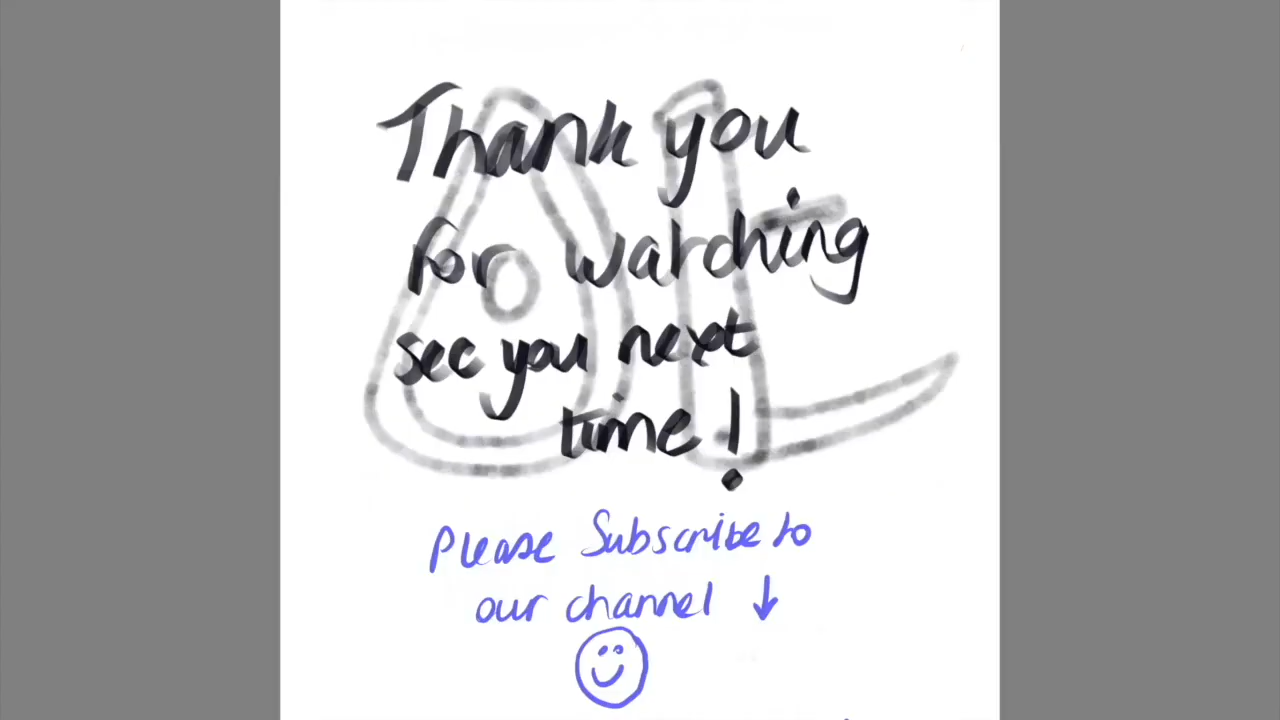 Thank you
for watching
see you next
time!
Please Subscribe to
our channel ↓